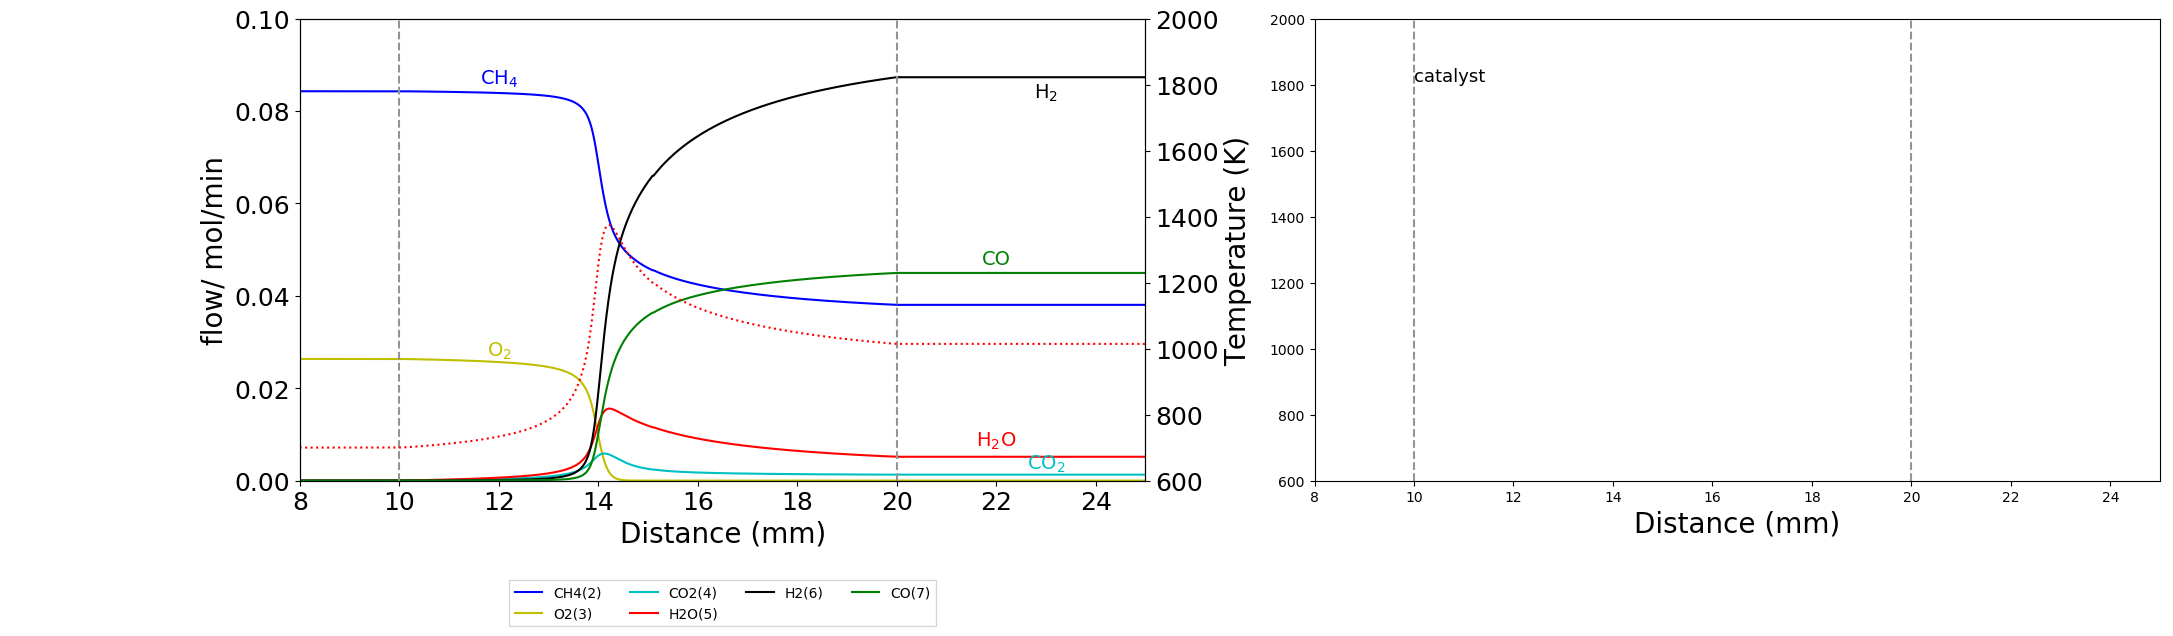 0.10
0.08
0.06
0.04
0.02
0.00
flow/ mol/min
CH₄
O₂
H₂
CO
H₂O
CO₂
8 10 12 14 16 18 20 22 24
Distance (mm)
2000
1800
1600
1400
1200
1000
800
600
Temperature (K)
CH4(2) CO2(4) H2(6) CO(7)
O2(3) H2O(5)
2000
1800
1600
1400
1200
1000
800
600
catalyst
8 10 12 14 16 18 20 22 24
Distance (mm)